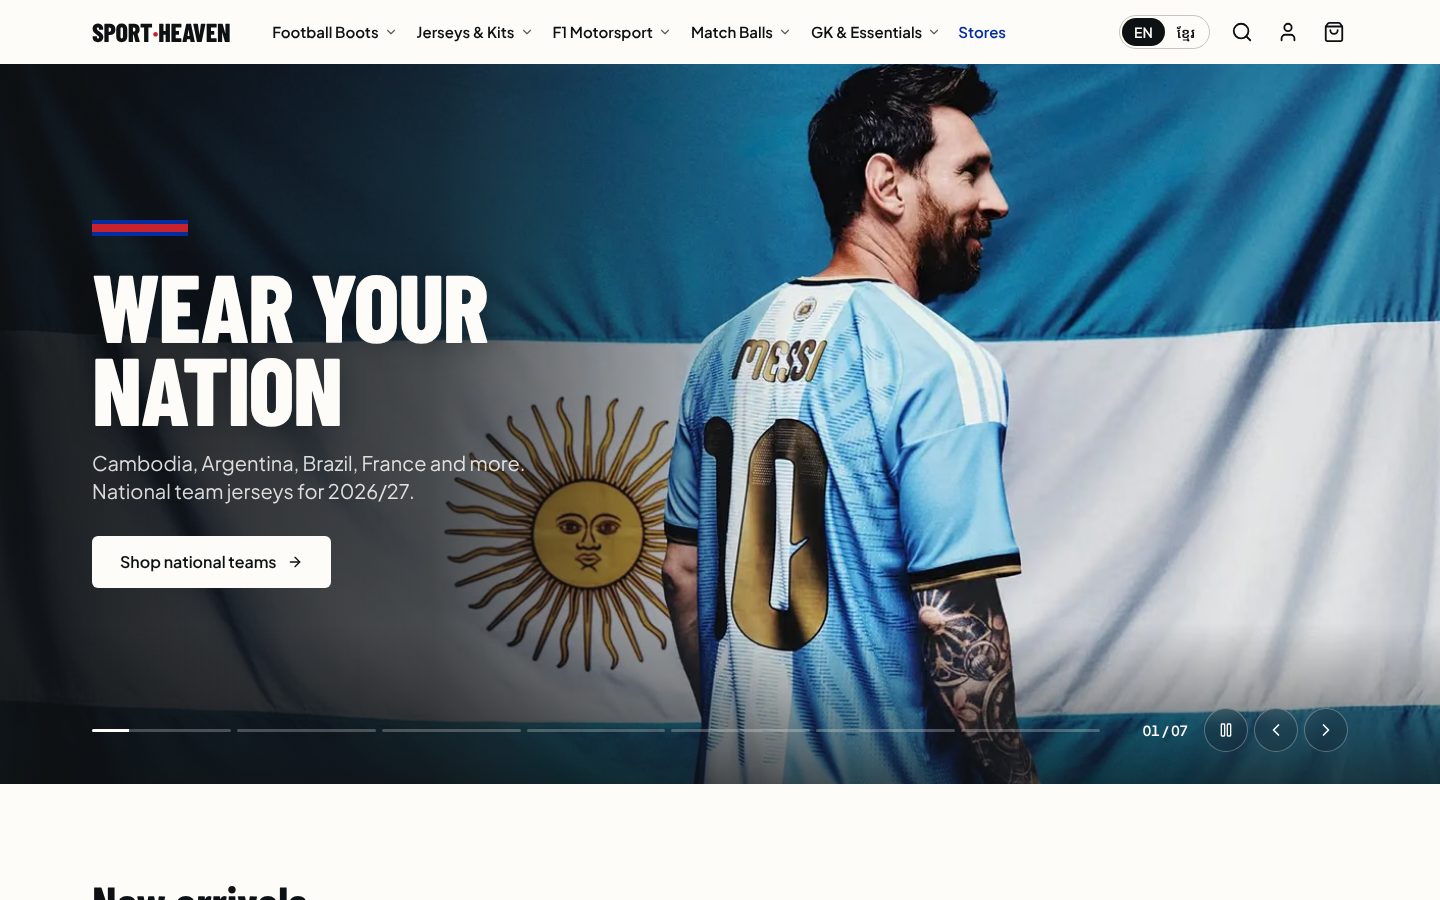 SPORT·HEAVEN
Football Boots
Jerseys & Kits
F1 Motorsport
Match Balls
GK & Essentials
Stores
EN
ខ្មែរ
WEAR YOUR
NATION
Cambodia, Argentina, Brazil, France and more.
National team jerseys for 2026/27.
Shop national teams
MESSI
10
01 / 07
New arrivals